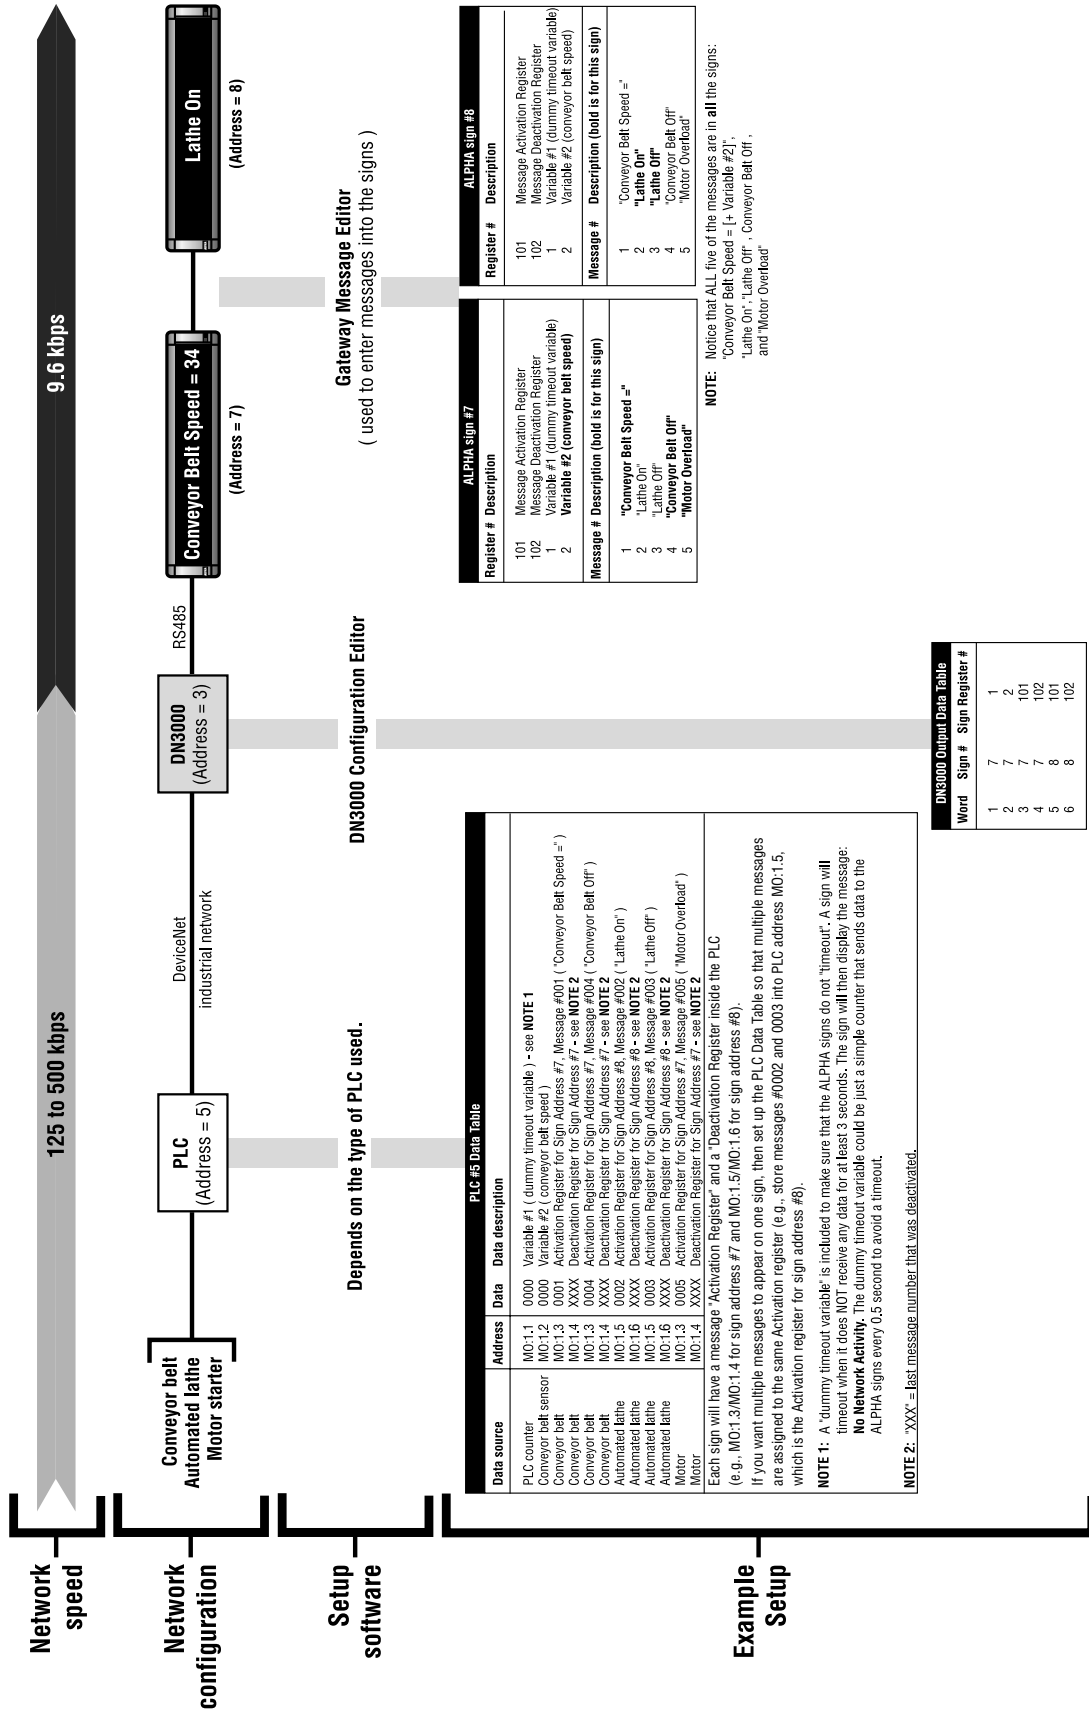 Network
speed
125 to 500 kbps
9.6 kbps
Network
configuration
Conveyor belt
Automated lathe
Motor starter
PLC
(Address = 5)
DeviceNet
industrial network
DN3000
(Address = 3)
RS485
Conveyor Belt Speed = 34
(Address = 7)
Lathe On
(Address = 8)
Setup
software
Depends on the type of PLC used.
DN3000 Configuration Editor
Gateway Message Editor
( used to enter messages into the signs )
Example
Setup
PLC #5 Data Table
Data source Address Data Data description
PLC counter MO:1.1 0000 Variable #1 ( dummy timeout variable ) - see NOTE 1
Conveyor belt sensor MO:1.2 0000 Variable #2 ( conveyor belt speed )
Conveyor belt MO:1.3 0001 Activation Register for Sign Address #7, Message #001 ( "Conveyor Belt Speed =" )
Conveyor belt MO:1.4 XXXX Deactivation Register for Sign Address #7 - see NOTE 2
Conveyor belt MO:1.3 0004 Activation Register for Sign Address #7, Message #004 ( "Conveyor Belt Off" )
Conveyor belt MO:1.4 XXXX Deactivation Register for Sign Address #7 - see NOTE 2
Automated lathe MO:1.5 0002 Activation Register for Sign Address #8, Message #002 ( "Lathe On" )
Automated lathe MO:1.6 XXXX Deactivation Register for Sign Address #8 - see NOTE 2
Automated lathe MO:1.5 0003 Activation Register for Sign Address #8, Message #003 ( "Lathe Off" )
Automated lathe MO:1.6 XXXX Deactivation Register for Sign Address #8 - see NOTE 2
Motor MO:1.3 0005 Activation Register for Sign Address #7, Message #005 ( "Motor Overload" )
Motor MO:1.4 XXXX Deactivation Register for Sign Address #7 - see NOTE 2
Each sign will have a message "Activation Register" and a "Deactivation Register inside the PLC
(e.g., MO:1.3/MO:1.4 for sign address #7 and MO:1.5/MO:1.6 for sign address #8).
If you want multiple messages to appear on one sign, then set up the PLC Data Table so that multiple messages
are assigned to the same Activation register (e.g., store messages #0002 and 0003 into PLC address MO:1.5,
which is the Activation register for sign address #8).
NOTE 1: A "dummy timeout variable" is included to make sure that the ALPHA signs do not "timeout". A sign will
timeout when it does NOT receive any data for at least 3 seconds. The sign will then display the message:
No Network Activity. The dummy timeout variable could be just a simple counter that sends data to the
ALPHA signs every 0.5 second to avoid a timeout.
NOTE 2: "XXX" = last message number that was deactivated.
DN3000 Output Data Table
Word Sign # Sign Register #
1 7 1
2 7 2
3 7 101
4 7 102
5 8 101
6 8 102
ALPHA sign #7
Register # Description
101 Message Activation Register
102 Message Deactivation Register
1 Variable #1 (dummy timeout variable)
2 Variable #2 (conveyor belt speed)
Message # Description (bold is for this sign)
1 "Conveyor Belt Speed ="
2 "Lathe On"
3 "Lathe Off"
4 "Conveyor Belt Off"
5 "Motor Overload"
ALPHA sign #8
Register # Description
101 Message Activation Register
102 Message Deactivation Register
1 Variable #1 (dummy timeout variable)
2 Variable #2 (conveyor belt speed)
Message # Description (bold is for this sign)
1 "Conveyor Belt Speed ="
2 "Lathe On"
3 "Lathe Off"
4 "Conveyor Belt Off"
5 "Motor Overload"
NOTE: Notice that ALL five of the messages are in all the signs:
"Conveyor Belt Speed = [+ Variable #2]",
"Lathe On","Lathe Off" , Conveyor Belt Off ,
and "Motor Overload"